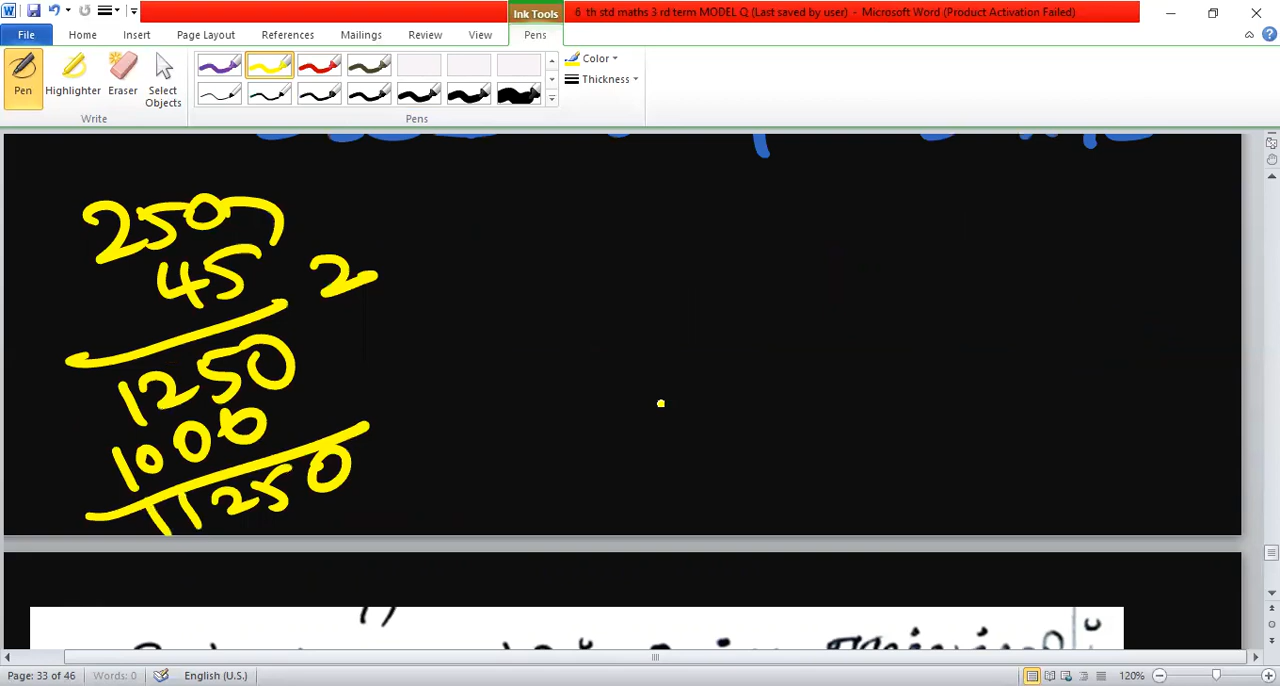 6 th std maths 3 rd term MODEL Q (Last saved by user) - Microsoft Word (Product Activation Failed)
Ink Tools
File Home Insert Page Layout References Mailings Review View Pens
Pen Highlighter Eraser Select Objects
Color
Thickness
Write Pens
250
45 2
1250
1000
11250
Page: 33 of 46 Words: 0 English (U.S.) 120%